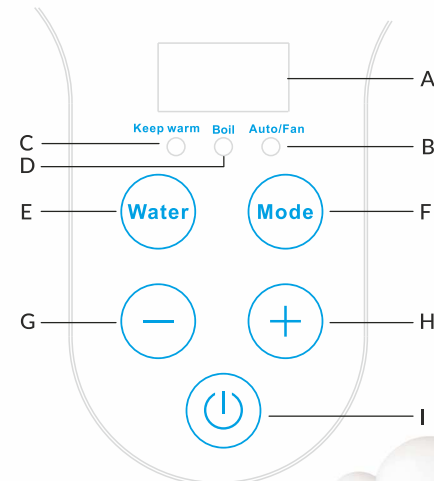 A
Keep warm Boil Auto/Fan
C B
D
E Water Mode F
G − + H
I